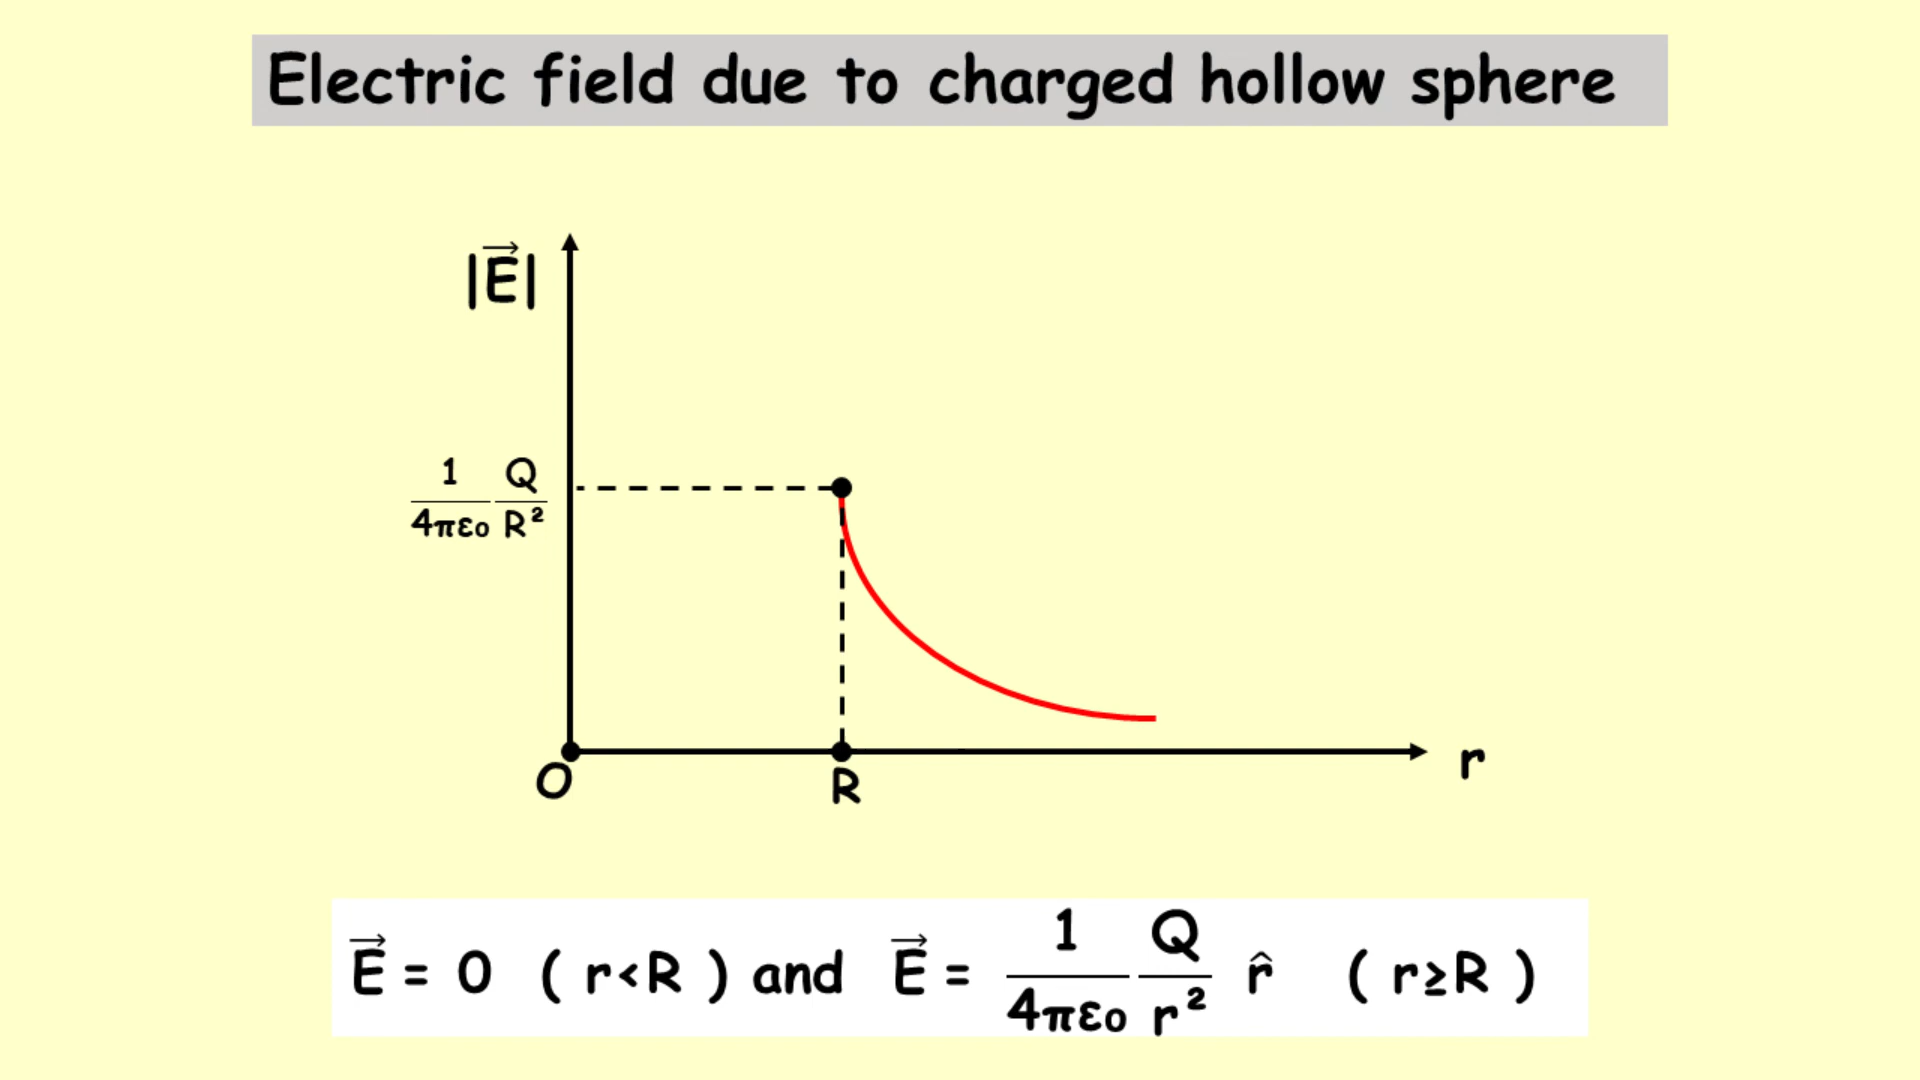 Electric field due to charged hollow sphere
|E⃗|
1/4πε₀ Q/R²
O
R
r
E⃗ = 0 ( r<R ) and E⃗ = 1/4πε₀ Q/r² r̂ ( r≥R )